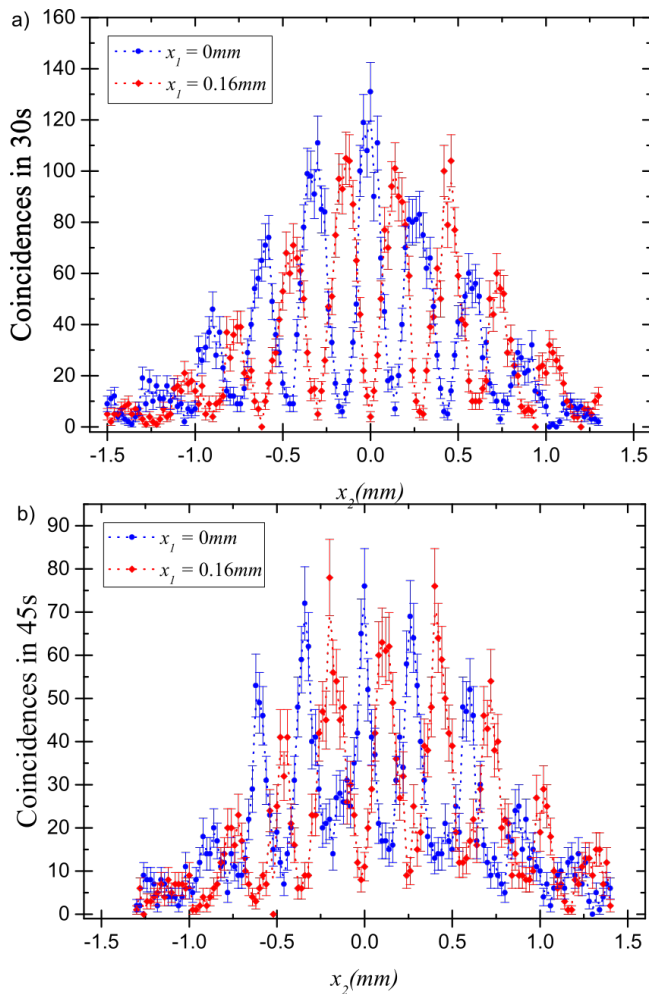 a)
160
140
120
100
80
60
40
20
0
Coincidences in 30s
x₁ = 0mm
x₁ = 0.16mm
-1.5 -1.0 -0.5 0.0 0.5 1.0 1.5
x₂(mm)
b)
90
80
70
60
50
40
30
20
10
0
Coincidences in 45s
x₁ = 0mm
x₁ = 0.16mm
-1.5 -1.0 -0.5 0.0 0.5 1.0 1.5
x₂(mm)